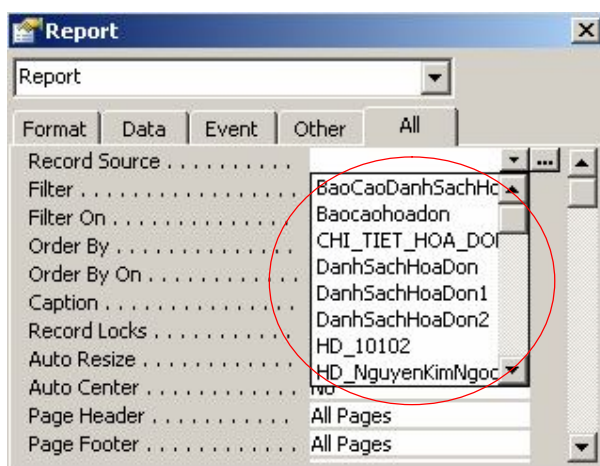 Report
Report
Format Data Event Other All
Record Source . . . . . . . . . .
Filter . . . . . . . . . . . . . . . . . BaoCaoDanhSachHo
Filter On . . . . . . . . . . . . . . Baocaohoadon
Order By . . . . . . . . . . . . . . CHI_TIET_HOA_DON
Order By On . . . . . . . . . . . DanhSachHoaDon
Caption . . . . . . . . . . . . . . . DanhSachHoaDon1
Record Locks . . . . . . . . . . . DanhSachHoaDon2
Auto Resize . . . . . . . . . . . . HD_10102
Auto Center . . . . . . . . . . . . HD_NguyenKimNgoc
No
Page Header . . . . . . . . . . . All Pages
Page Footer . . . . . . . . . . . . All Pages